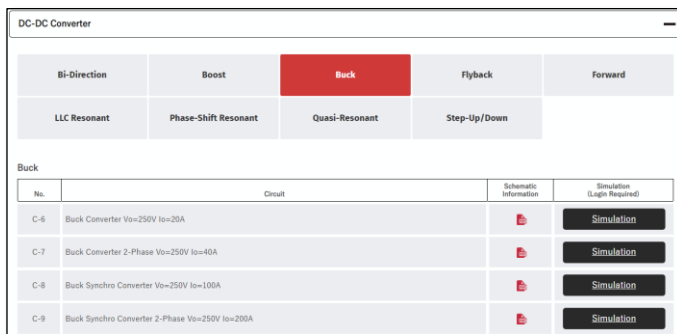 DC-DC Converter
Bi-Direction Boost Buck Flyback Forward
LLC Resonant Phase-Shift Resonant Quasi-Resonant Step-Up/Down
Buck
No. Circuit Schematic Information Simulation (Login Required)
C-6 Buck Converter Vo=250V Io=20A Simulation
C-7 Buck Converter 2-Phase Vo=250V Io=40A Simulation
C-8 Buck Synchro Converter Vo=250V Io=100A Simulation
C-9 Buck Synchro Converter 2-Phase Vo=250V Io=200A Simulation